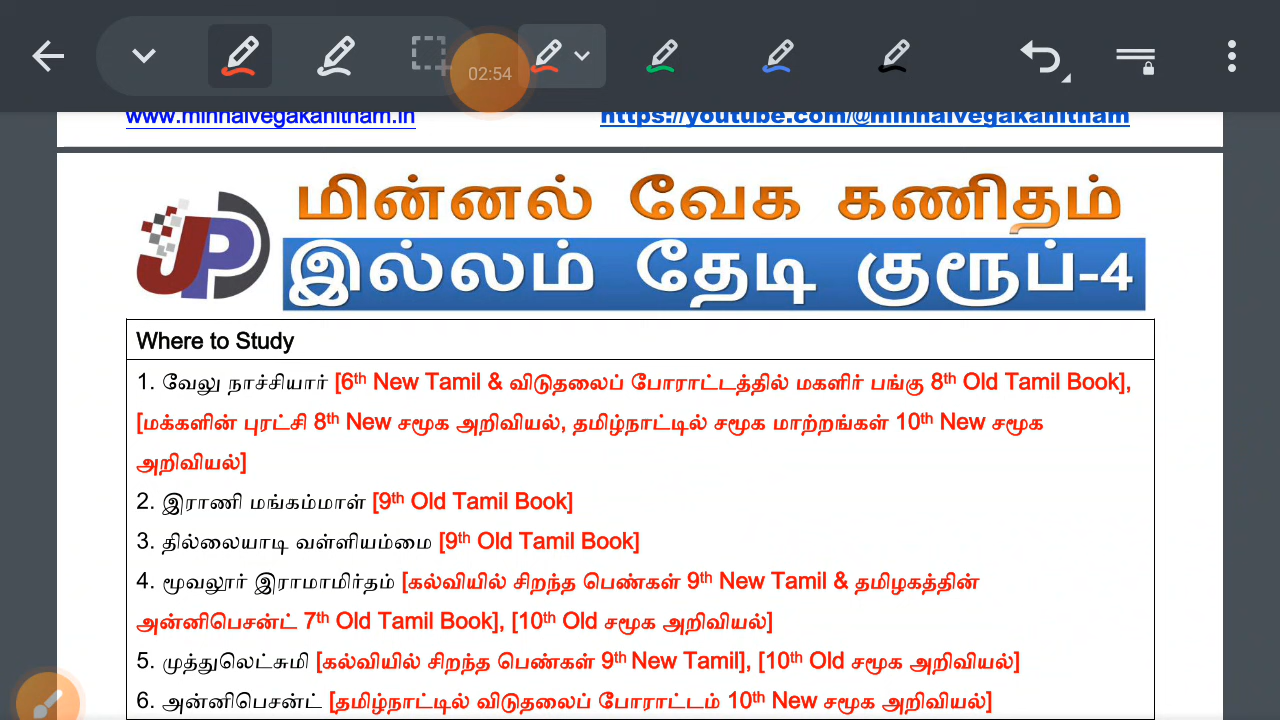 02:54
www.minnalvegakanitham.in https://youtube.com/@minnalvegakanitham
JP
மின்னல் வேக கணிதம்
இல்லம் தேடி குரூப்-4
Where to Study
1. வேலு நாச்சியார் [6th New Tamil & விடுதலைப் போராட்டத்தில் மகளிர் பங்கு 8th Old Tamil Book],
[மக்களின் புரட்சி 8th New சமூக அறிவியல், தமிழ்நாட்டில் சமூக மாற்றங்கள் 10th New சமூக
அறிவியல்]
2. இராணி மங்கம்மாள் [9th Old Tamil Book]
3. தில்லையாடி வள்ளியம்மை [9th Old Tamil Book]
4. மூவலூர் இராமாமிர்தம் [கல்வியில் சிறந்த பெண்கள் 9th New Tamil & தமிழகத்தின்
அன்னிபெசன்ட் 7th Old Tamil Book], [10th Old சமூக அறிவியல்]
5. முத்துலெட்சுமி [கல்வியில் சிறந்த பெண்கள் 9th New Tamil], [10th Old சமூக அறிவியல்]
6. அன்னிபெசன்ட் [தமிழ்நாட்டில் விடுதலைப் போராட்டம் 10th New சமூக அறிவியல்]